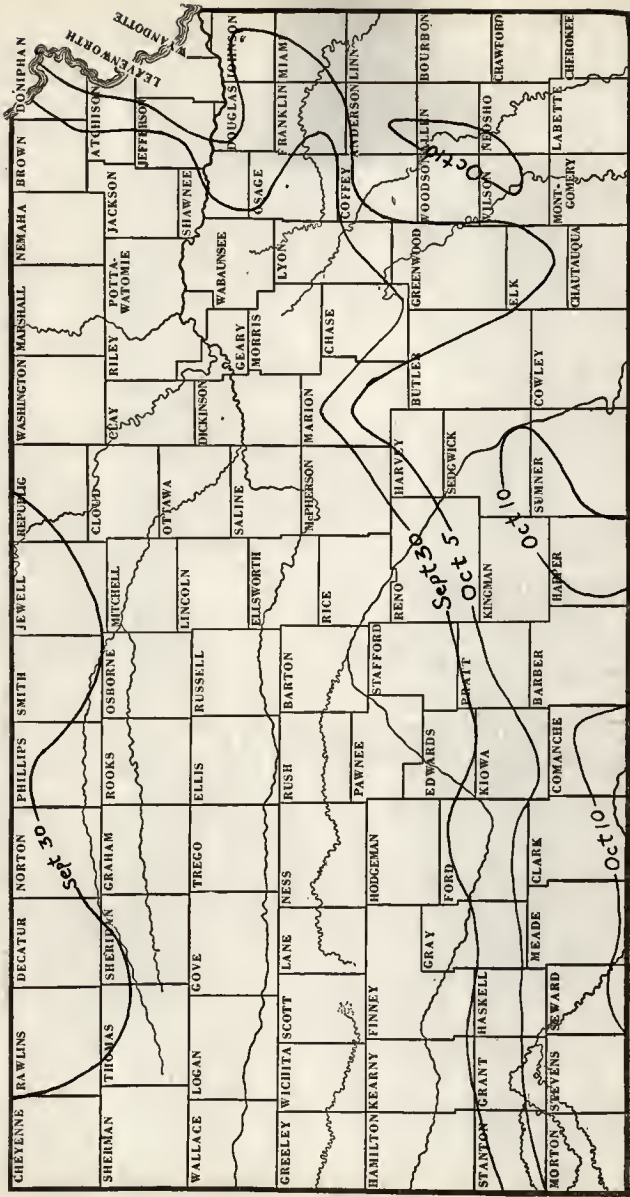 CHEYENNE
RAWLINS
DECATUR
NORTON
PHILLIPS
SMITH
JEWELL
REPUBLIC
WASHINGTON
MARSHALL
NEMAHA
BROWN
DONIPHAN
Sept 30
SHERMAN
THOMAS
SHERIDAN
GRAHAM
ROOKS
OSBORNE
MITCHELL
CLOUD
CLAY
RILEY
POTTA-
WATOMIE
JACKSON
ATCHISON
JEFFERSON
LEAVENWORTH
WYANDOTTE
OTTAWA
LINCOLN
WALLACE
LOGAN
GOVE
TREGO
ELLIS
RUSSELL
ELLSWORTH
SALINE
DICKINSON
GEARY
MORRIS
WABAUNSEE
SHAWNEE
OSAGE
DOUGLAS
JOHNSON
GREELEY
WICHITA
SCOTT
LANE
NESS
RUSH
BARTON
RICE
McPHERSON
MARION
CHASE
LYON
COFFEY
FRANKLIN
MIAMI
ANDERSON
LINN
HAMILTON
KEARNY
FINNEY
HODGEMAN
PAWNEE
STAFFORD
RENO
HARVEY
BUTLER
GREENWOOD
WOODSON
ALLEN
BOURBON
GRAY
FORD
EDWARDS
Sept 30
Oct 5
Oct 10
STANTON
GRANT
HASKELL
KIOWA
PRATT
KINGMAN
SEDGWICK
ELK
WILSON
NEOSHO
CRAWFORD
MORTON
STEVENS
SEWARD
MEADE
CLARK
COMANCHE
BARBER
HARPER
SUMNER
COWLEY
CHAUTAUQUA
MONT-
GOMERY
LABETTE
CHEROKEE
Oct 10
Oct 10